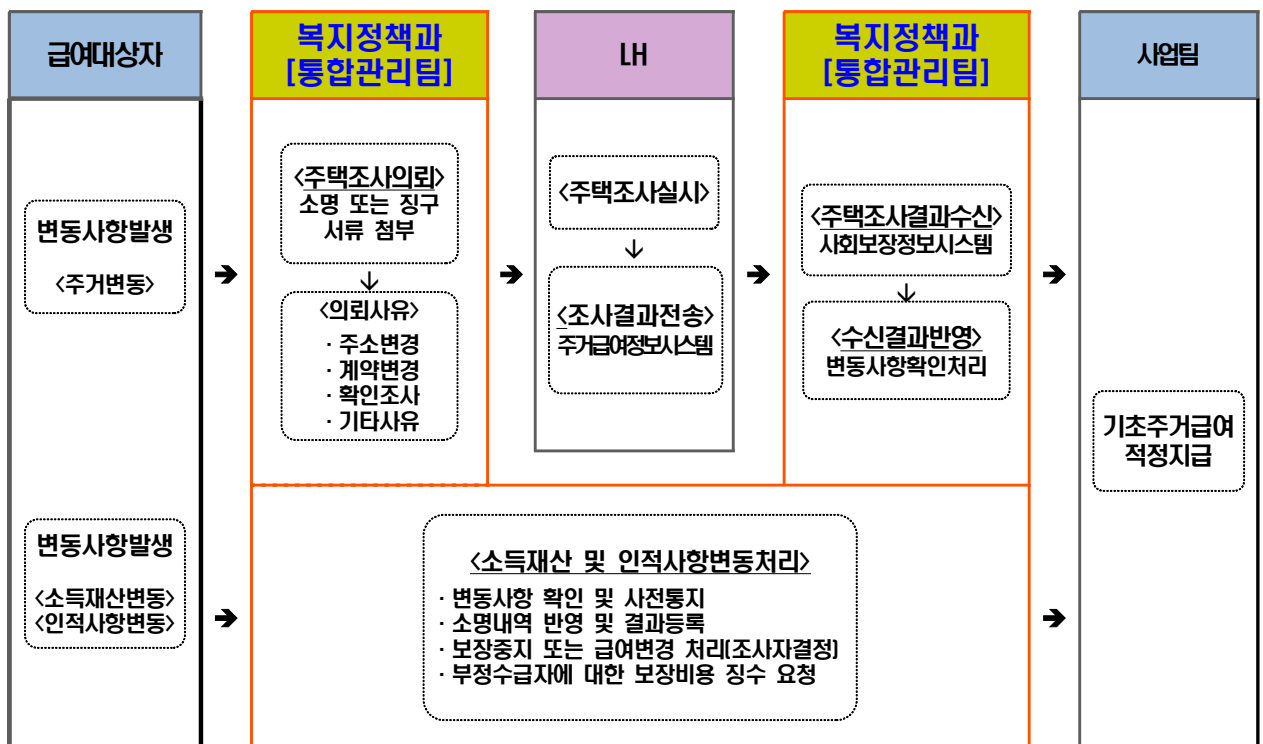 급여대상자
복지정책과
[통합관리팀]
LH
복지정책과
[통합관리팀]
사업팀
변동사항발생
<주거변동>
<주택조사의뢰>
소명 또는 징구
서류 첨부
<의뢰사유>
· 주소변경
· 계약변경
· 확인조사
· 기타사유
<주택조사실시>
<조사결과전송>
주거급여정보시스템
<주택조사결과수신>
사회보장정보시스템
<수신결과반영>
변동사항확인처리
기초주거급여
적정지급
변동사항발생
<소득재산변동>
<인적사항변동>
<소득재산 및 인적사항변동처리>
· 변동사항 확인 및 사전통지
· 소명내역 반영 및 결과등록
· 보장중지 또는 급여변경 처리(조사자결정)
· 부정수급자에 대한 보장비용 징수 요청